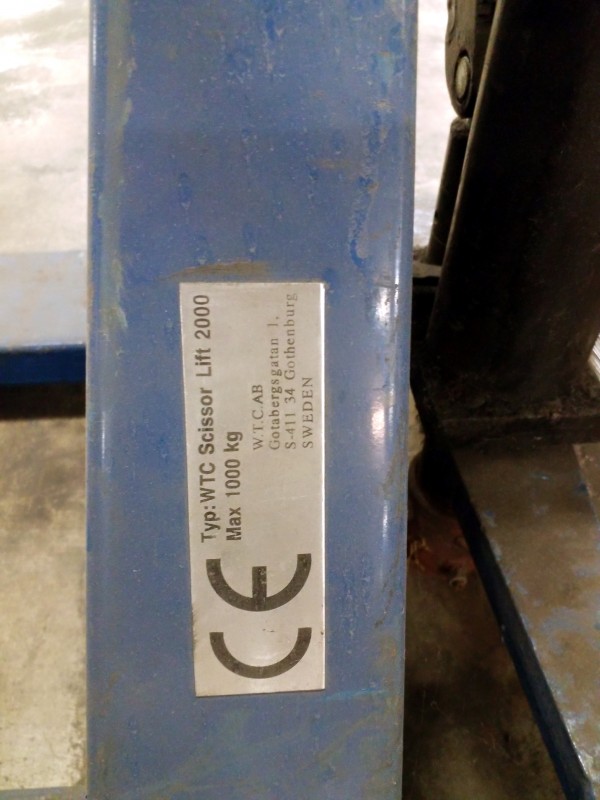 CE
Typ: WTC Scissor Lift 2000
Max 1000 kg
W.T.C. AB
Gotabergsgatan 1,
S-411 34 Gothenburg
SWEDEN